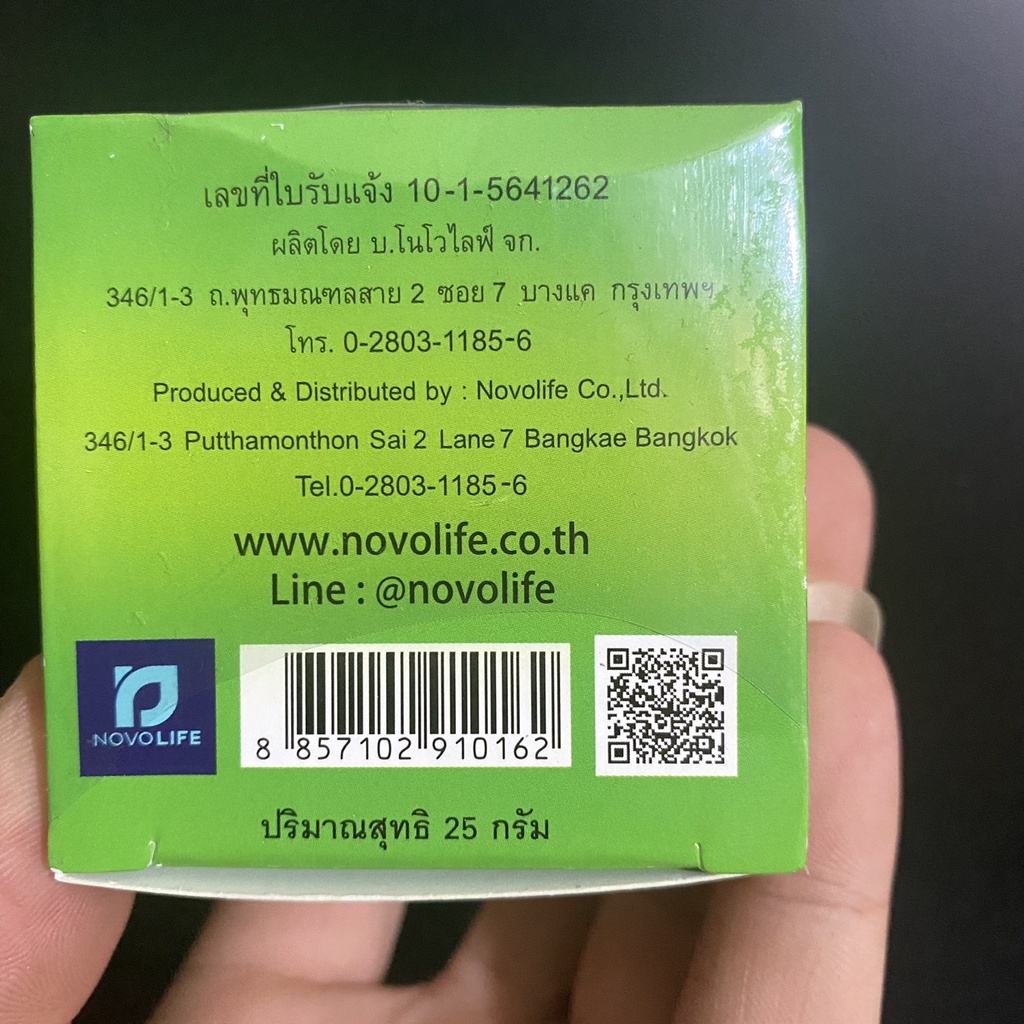 เลขที่ใบรับแจ้ง 10-1-5641262
ผลิตโดย บ.โนโวไลฟ์ จก.
346/1-3 ถ.พุทธมณฑลสาย 2 ซอย 7 บางแค กรุงเทพฯ
โทร. 0-2803-1185-6
Produced & Distributed by : Novolife Co.,Ltd.
346/1-3 Putthamonthon Sai 2 Lane 7 Bangkae Bangkok
Tel.0-2803-1185-6
www.novolife.co.th
Line : @novolife
NOVOLIFE
8 857102 910162
ปริมาณสุทธิ 25 กรัม